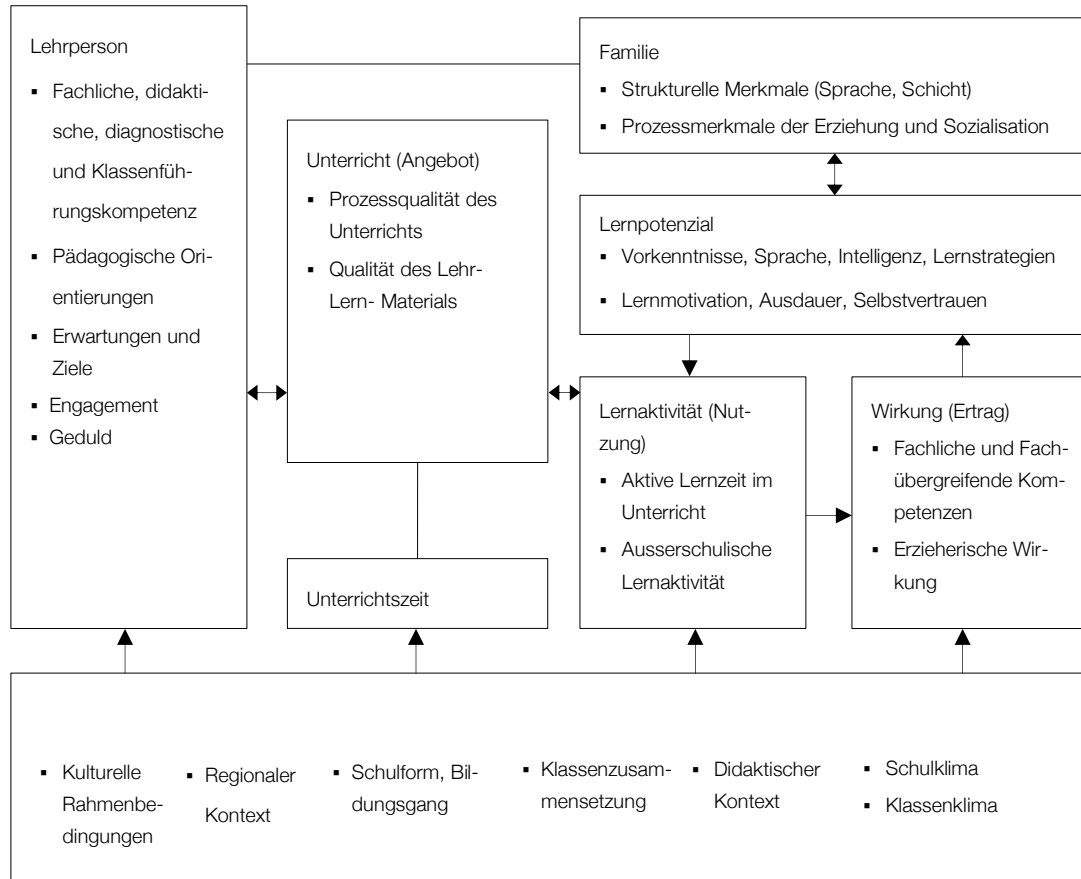 Lehrperson
▪ Fachliche, didakti-
sche, diagnostische
und Klassenfüh-
rungskompetenz
▪ Pädagogische Ori-
entierungen
▪ Erwartungen und
Ziele
▪ Engagement
▪ Geduld
Unterricht (Angebot)
▪ Prozessqualität des
Unterrichts
▪ Qualität des Lehr-
Lern- Materials
Unterrichtszeit
Familie
▪ Strukturelle Merkmale (Sprache, Schicht)
▪ Prozessmerkmale der Erziehung und Sozialisation
Lernpotenzial
▪ Vorkenntnisse, Sprache, Intelligenz, Lernstrategien
▪ Lernmotivation, Ausdauer, Selbstvertrauen
Lernaktivität (Nut-
zung)
▪ Aktive Lernzeit im
Unterricht
▪ Ausserschulische
Lernaktivität
Wirkung (Ertrag)
▪ Fachliche und Fach-
übergreifende Kom-
petenzen
▪ Erzieherische Wir-
kung
▪ Kulturelle
Rahmenbe-
dingungen
▪ Regionaler
Kontext
▪ Schulform, Bil-
dungsgang
▪ Klassenzusam-
mensetzung
▪ Didaktischer
Kontext
▪ Schulklima
▪ Klassenklima